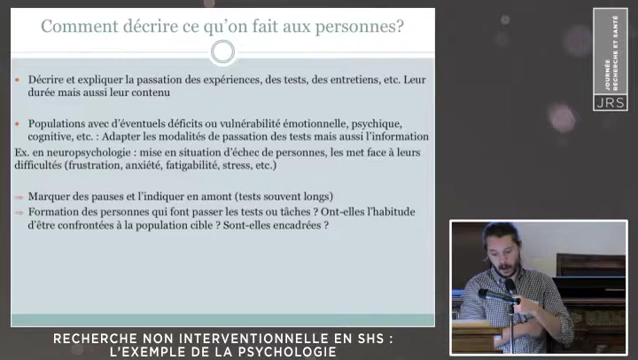 Comment décrire ce qu'on fait aux personnes?
• Décrire et expliquer la passation des expériences, des tests, des entretiens, etc. Leur
durée mais aussi leur contenu
• Populations avec d'éventuels déficits ou vulnérabilité émotionnelle, psychique,
cognitive, etc. : Adapter les modalités de passation des tests mais aussi l'information
Ex. en neuropsychologie : mise en situation d'échec de personnes, les met face à leurs
difficultés (frustration, anxiété, fatigabilité, stress, etc.)
⇒ Marquer des pauses et l'indiquer en amont (tests souvent longs)
⇒ Formation des personnes qui font passer les tests ou tâches ? Ont-elles l'habitude
d'être confrontées à la population cible ? Sont-elles encadrées ?
JOURNÉE
RECHERCHE ET SANTÉ
JRS
RECHERCHE NON INTERVENTIONNELLE EN SHS :
L'EXEMPLE DE LA PSYCHOLOGIE